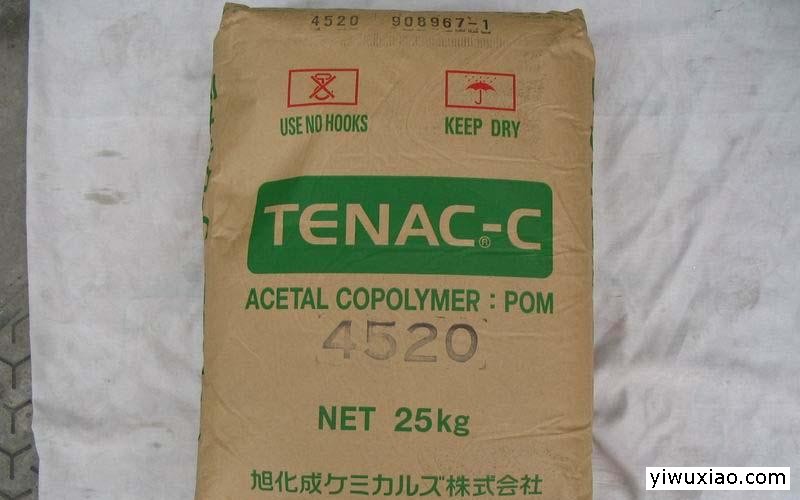 4520 908967-1
USE NO HOOKS KEEP DRY
TENAC-C®
ACETAL COPOLYMER : POM
4520
NET 25kg
旭化成ケミカルズ株式会社
yiwuxiao.com